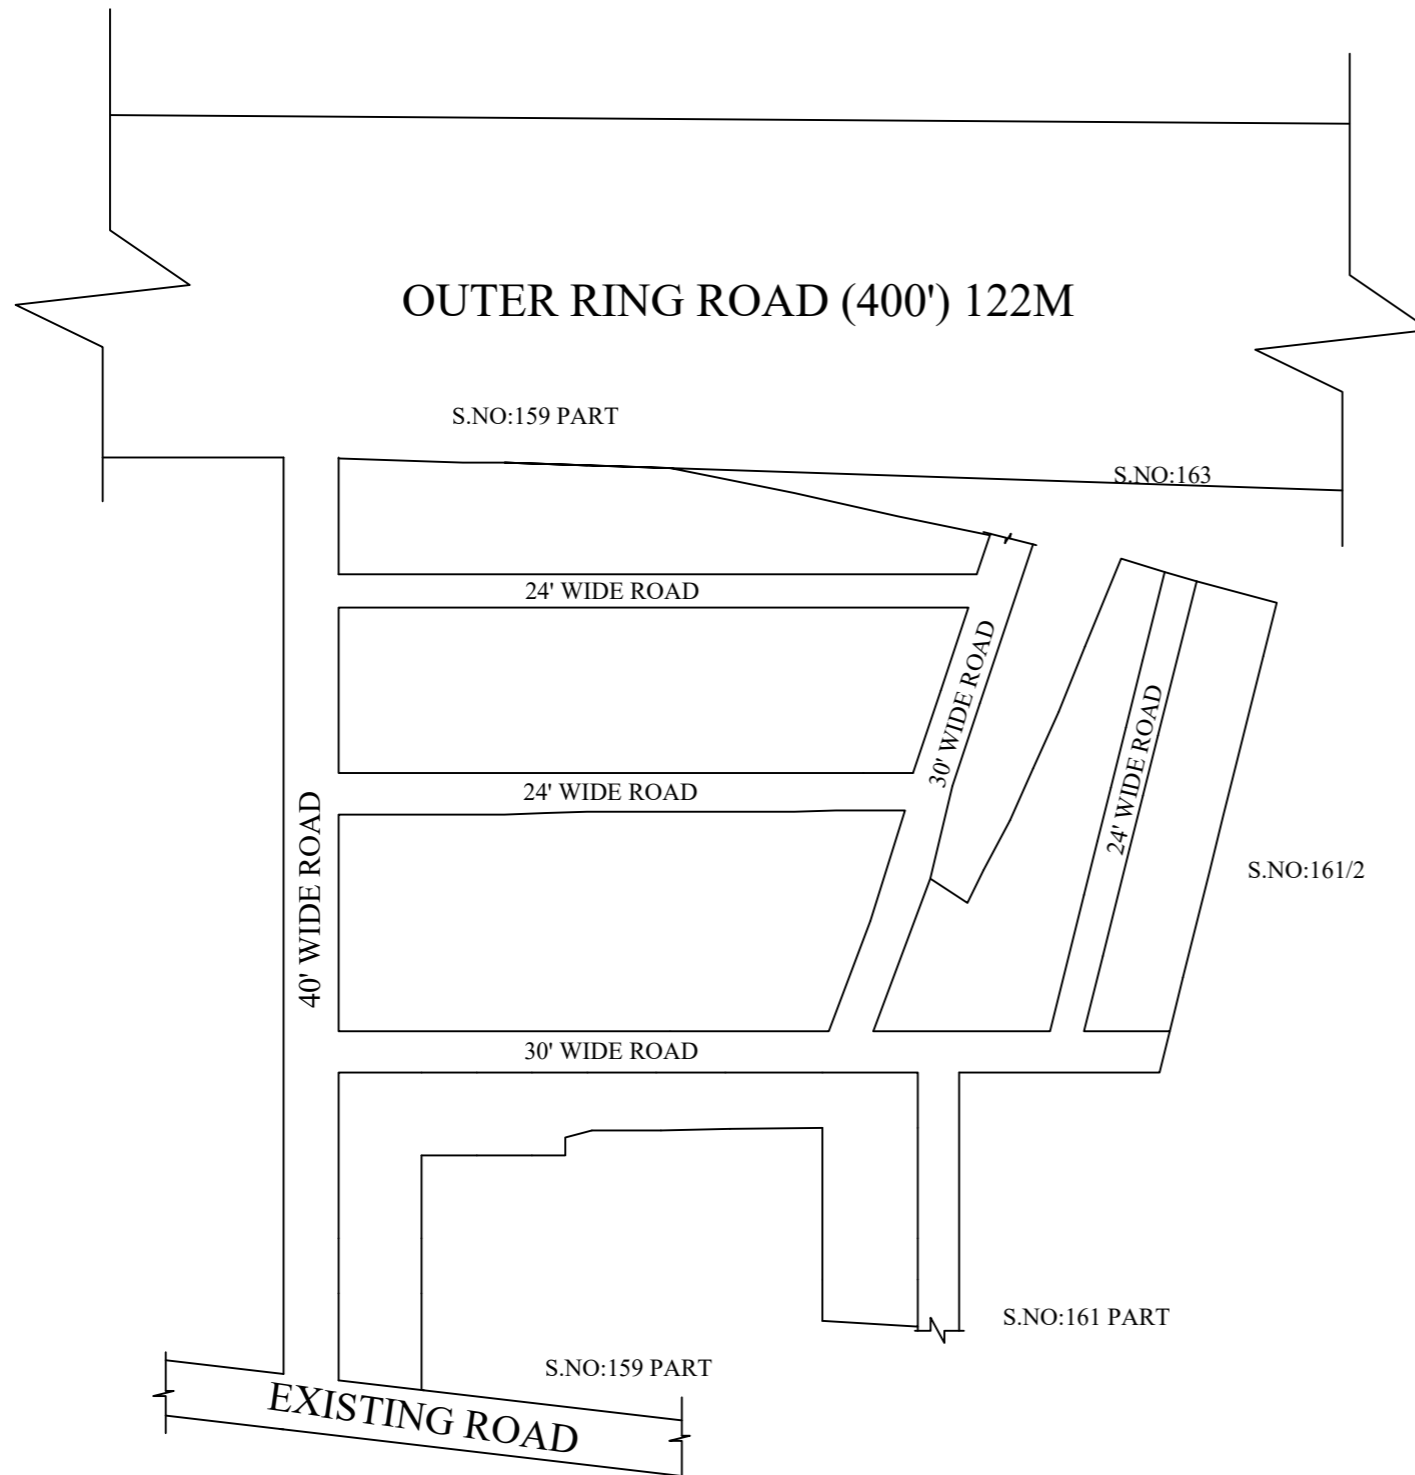 OUTER RING ROAD (400') 122M
S.NO:159 PART
S.NO:163
24' WIDE ROAD
30' WIDE ROAD
24' WIDE ROAD
24' WIDE ROAD
40' WIDE ROAD
S.NO:161/2
30' WIDE ROAD
S.NO:161 PART
S.NO:159 PART
EXISTING ROAD